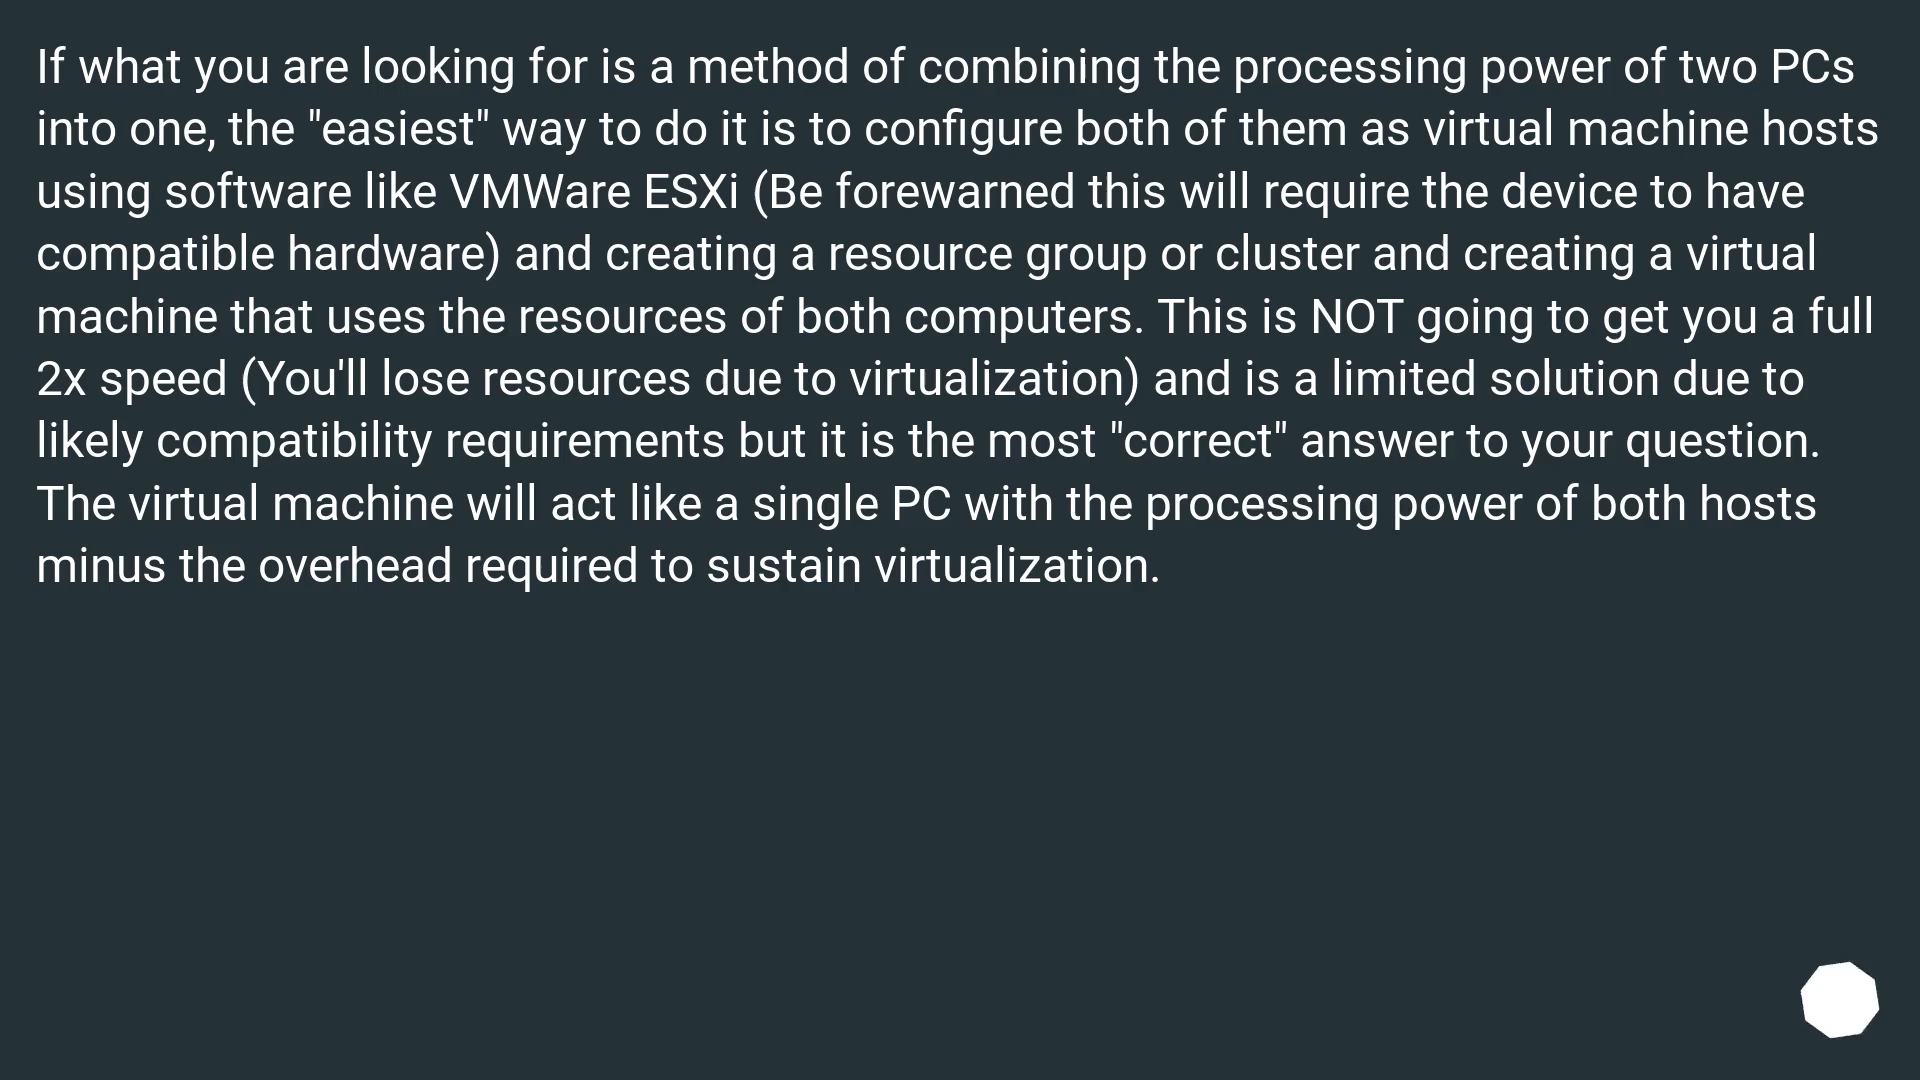 If what you are looking for is a method of combining the processing power of two PCs
into one, the "easiest" way to do it is to configure both of them as virtual machine hosts
using software like VMWare ESXi (Be forewarned this will require the device to have
compatible hardware) and creating a resource group or cluster and creating a virtual
machine that uses the resources of both computers. This is NOT going to get you a full
2x speed (You'll lose resources due to virtualization) and is a limited solution due to
likely compatibility requirements but it is the most "correct" answer to your question.
The virtual machine will act like a single PC with the processing power of both hosts
minus the overhead required to sustain virtualization.